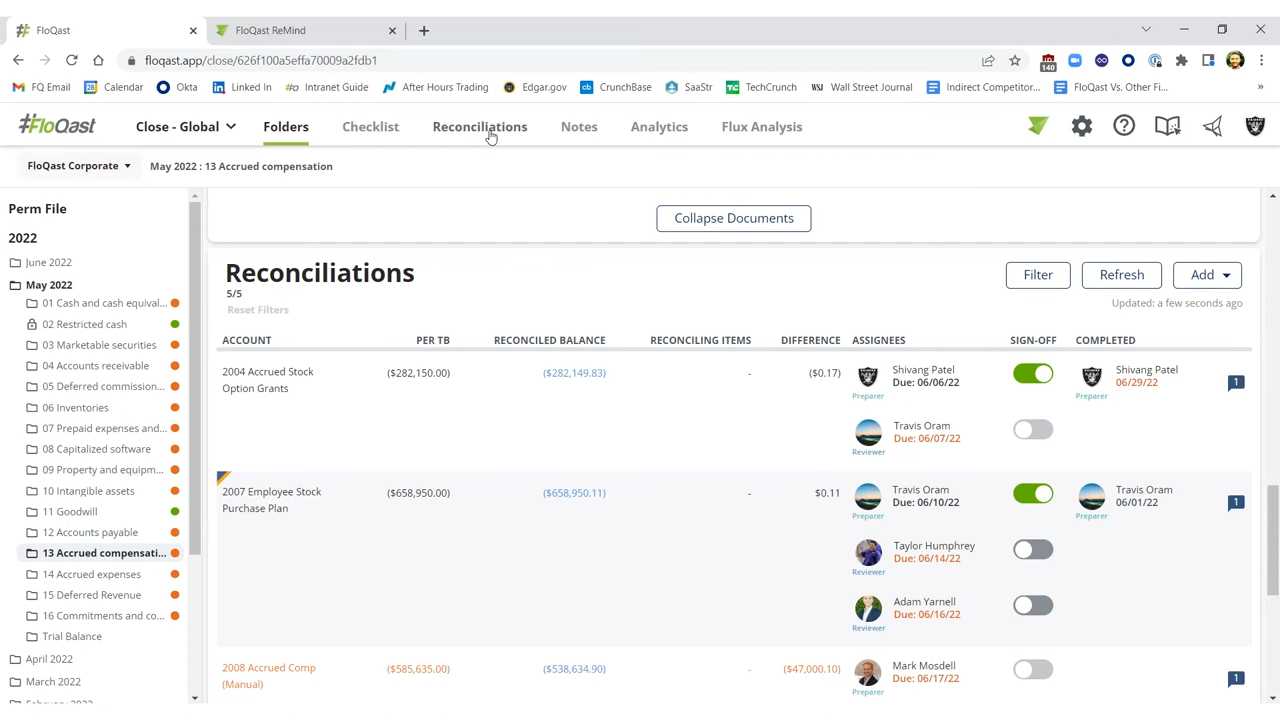 FloQast
FloQast ReMind
floqast.app/close/626f100a5effa70009a2fdb1
140
FQ Email
28
Calendar
Okta
in
Linked In
#o
Intranet Guide
After Hours Trading
Edgar.gov
cb
CrunchBase
SaaStr
TechCrunch
WSJ
Wall Street Journal
Indirect Competitor...
FloQast Vs. Other Fi...
»
FloQast
Close - Global
Folders
Checklist
Reconciliations
Notes
Analytics
Flux Analysis
FloQast Corporate
May 2022 : 13 Accrued compensation
Perm File
2022
June 2022
May 2022
01 Cash and cash equival...
02 Restricted cash
03 Marketable securities
04 Accounts receivable
05 Deferred commission...
06 Inventories
07 Prepaid expenses and...
08 Capitalized software
09 Property and equipm...
10 Intangible assets
11 Goodwill
12 Accounts payable
13 Accrued compensati...
14 Accrued expenses
15 Deferred Revenue
16 Commitments and co...
Trial Balance
April 2022
March 2022
Collapse Documents
Reconciliations
5/5
Reset Filters
Filter
Refresh
Add
Updated: a few seconds ago
ACCOUNT PER TB RECONCILED BALANCE RECONCILING ITEMS DIFFERENCE ASSIGNEES SIGN-OFF COMPLETED
2004 Accrued Stock
Option Grants
($282,150.00)
($282,149.83)
-
($0.17)
Shivang Patel
Due: 06/06/22
Preparer
Shivang Patel
06/29/22
Preparer
1
Travis Oram
Due: 06/07/22
Reviewer
2007 Employee Stock
Purchase Plan
($658,950.00)
($658,950.11)
-
$0.11
Travis Oram
Due: 06/10/22
Preparer
Travis Oram
06/01/22
Preparer
1
Taylor Humphrey
Due: 06/14/22
Reviewer
Adam Yarnell
Due: 06/16/22
Reviewer
2008 Accrued Comp
(Manual)
($585,635.00)
($538,634.90)
-
($47,000.10)
Mark Mosdell
Due: 06/17/22
Preparer
1